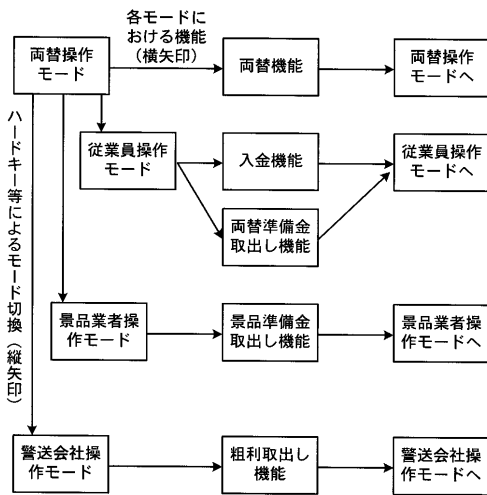 各モードに
おける機能
(横矢印)
両替操作
モード
両替機能
両替操作
モードへ
ハードキー等によるモード切換(縦矢印)
従業員操作
モード
入金機能
従業員操作
モードへ
両替準備金
取出し機能
景品業者操
作モード
景品準備金
取出し機能
景品業者操
作モードへ
警送会社操
作モード
粗利取出し
機能
警送会社操
作モードへ